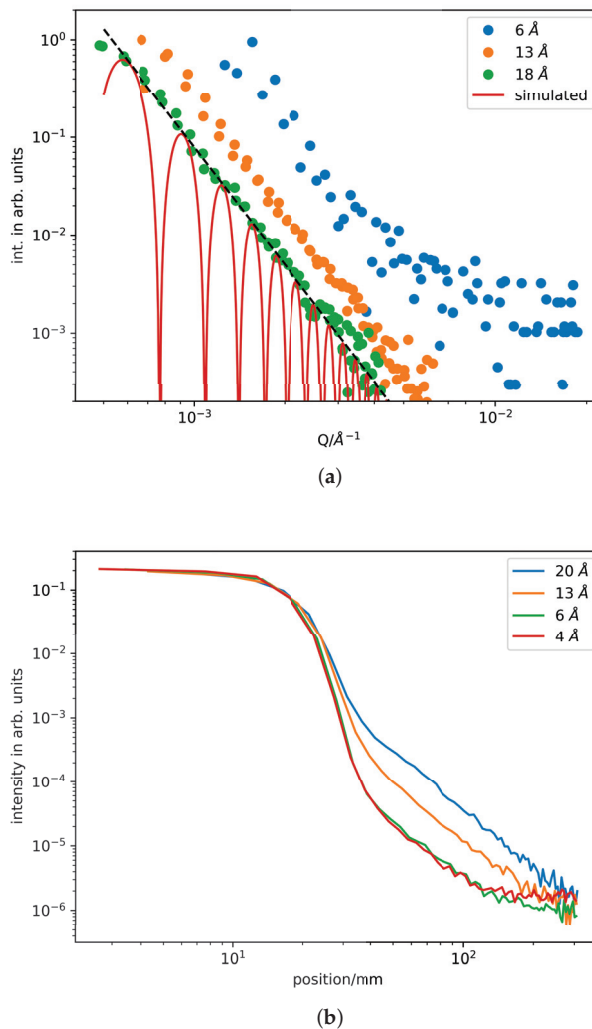 10⁰
10⁻¹
10⁻²
10⁻³
int. in arb. units
6 Å
13 Å
18 Å
simulated
10⁻³
10⁻²
Q/Å⁻¹
(a)
10⁻¹
10⁻²
10⁻³
10⁻⁴
10⁻⁵
10⁻⁶
intensity in arb. units
20 Å
13 Å
6 Å
4 Å
10¹
10²
position/mm
(b)